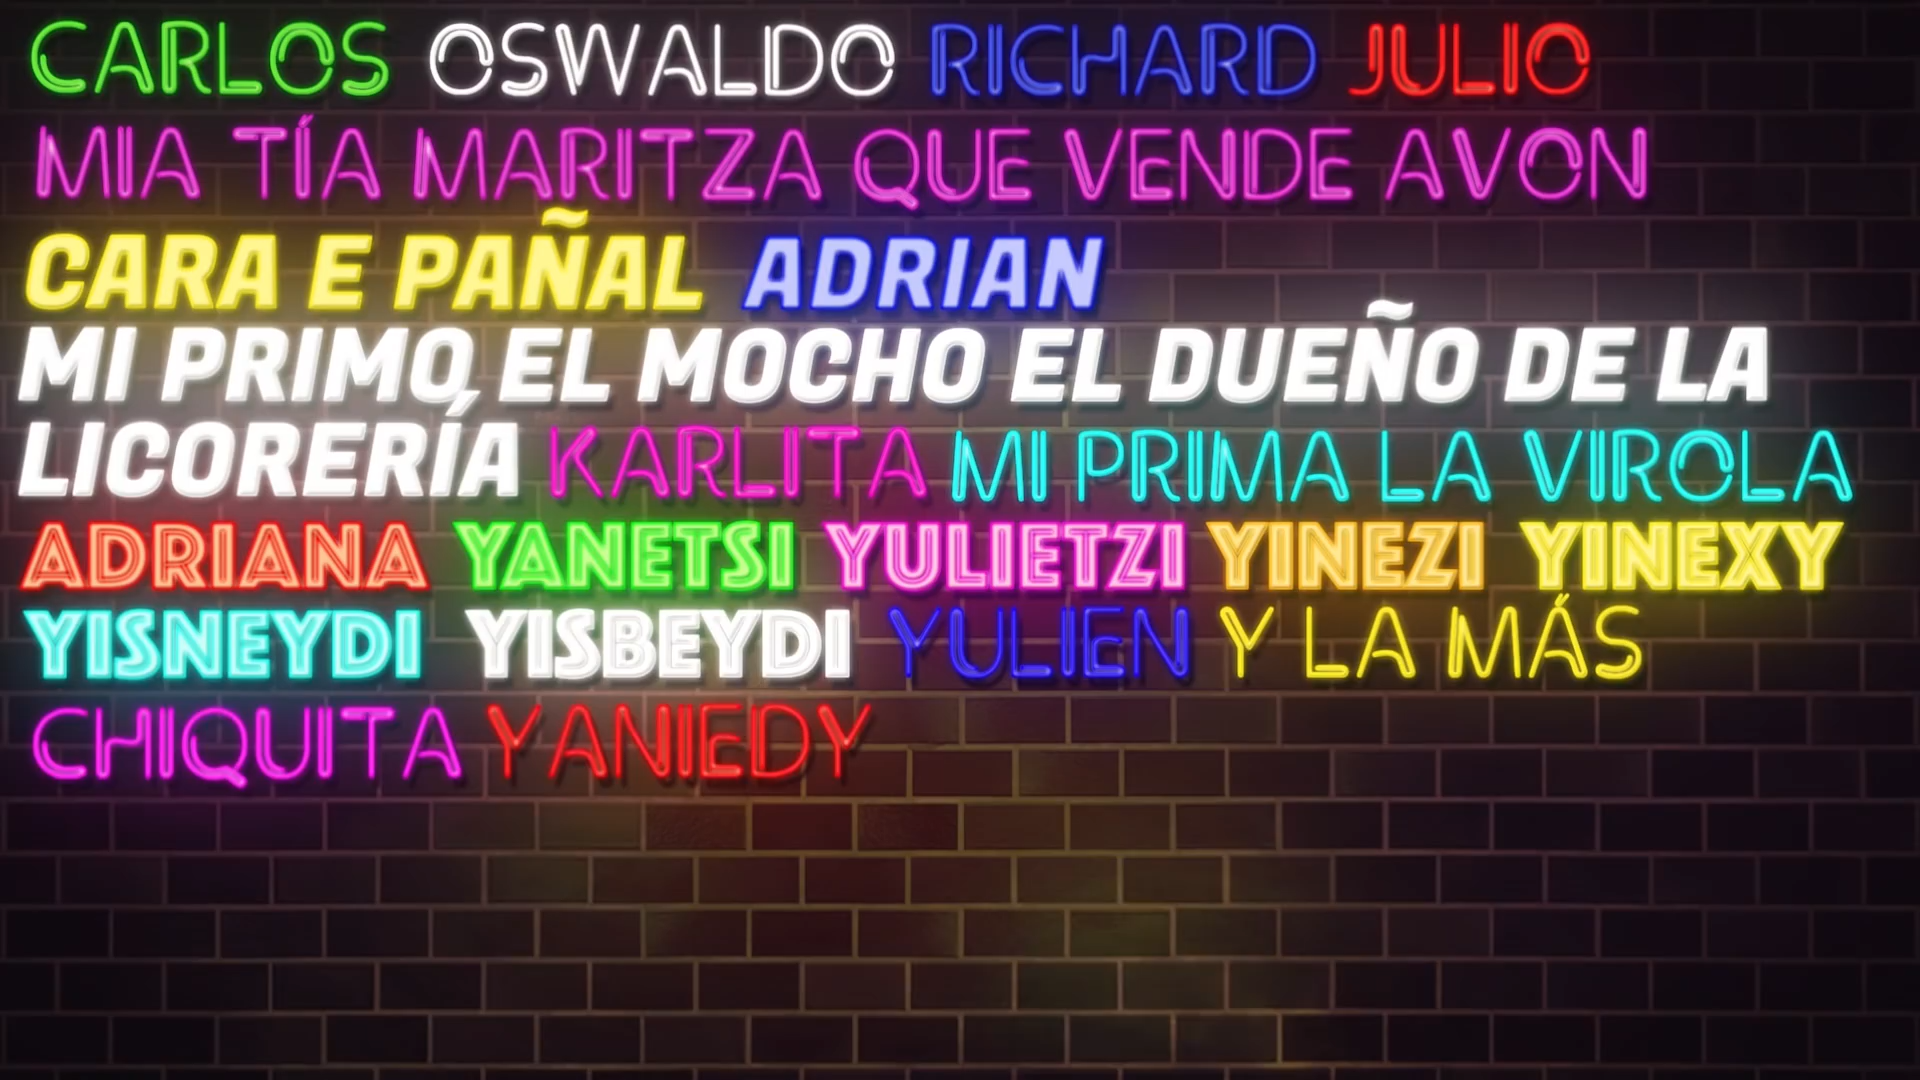 CARLOS OSWALDO RICHARD JULIO
MIA TÍA MARITZA QUE VENDE AVON
CARA E PAÑAL ADRIAN
MI PRIMO EL MOCHO EL DUEÑO DE LA
LICORERÍA KARLITA MI PRIMA LA VIROLA
ADRIANA YANETSI YULIETZI YINEZI YINEXY
YISNEYDI YISBEYDI YULIEN Y LA MÁS
CHIQUITA YANIEDY